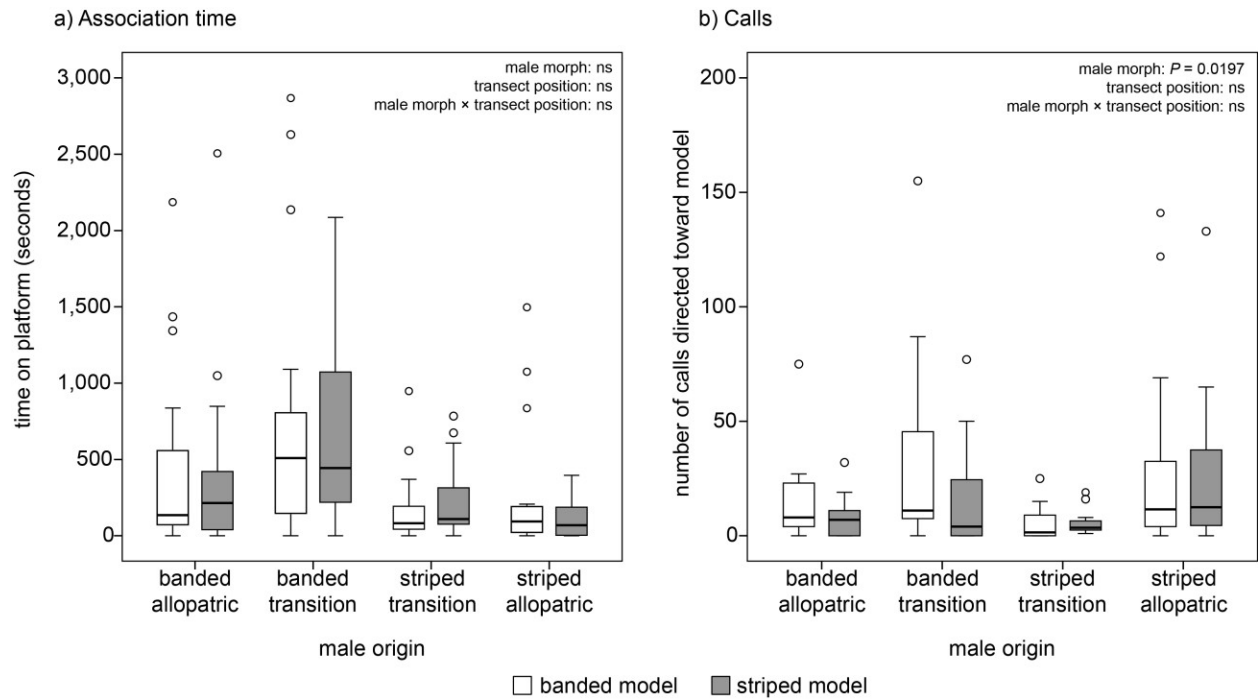 a) Association time
male morph: ns
transect position: ns
male morph × transect position: ns
time on platform (seconds)
3,000
2,500
2,000
1,500
1,000
500
0
banded allopatric
banded transition
striped transition
striped allopatric
male origin
b) Calls
male morph: P = 0.0197
transect position: ns
male morph × transect position: ns
number of calls directed toward model
200
150
100
50
0
banded allopatric
banded transition
striped transition
striped allopatric
male origin
banded model
striped model